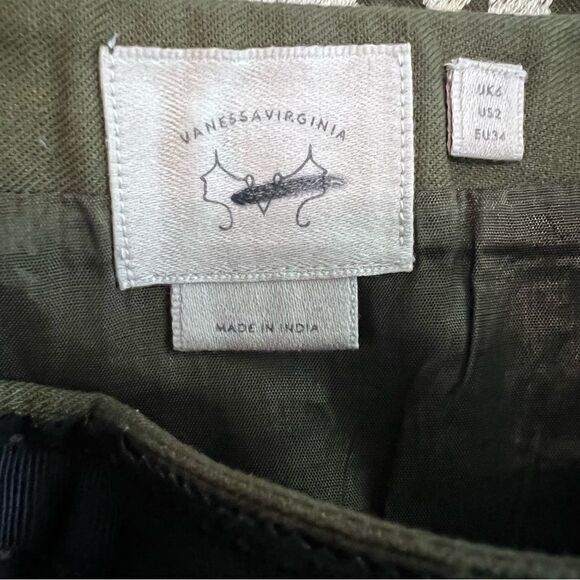 VANESSAVIRGINIA
MADE IN INDIA
UK6
US2
EU34